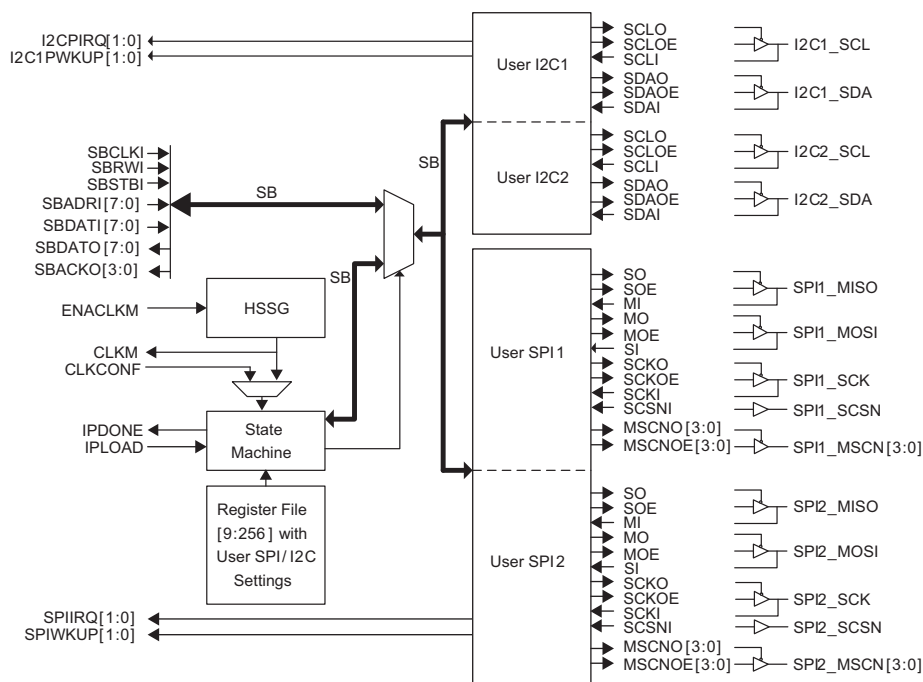 I2CPIRQ[1:0]
I2C1PWKUP[1:0]
SBCLKI
SBRWI
SBSTBI
SBADRI[7:0]
SBDATI[7:0]
SBDATO[7:0]
SBACKO[3:0]
SB
SB
SB
ENACLKM
HSSG
CLKM
CLKCONF
IPDONE
IPLOAD
State
Machine
Register File
[9:256] with
User SPI/I2C
Settings
SPIIRQ[1:0]
SPIWKUP[1:0]
User I2C1
User I2C2
User SPI1
User SPI2
SCLO
SCLOE
SCLI
I2C1_SCL
SDAO
SDAOE
SDAI
I2C1_SDA
SCLO
SCLOE
SCLI
I2C2_SCL
SDAO
SDAOE
SDAI
I2C2_SDA
SO
SOE
MI
SPI1_MISO
MO
MOE
SI
SPI1_MOSI
SCKO
SCKOE
SCKI
SPI1_SCK
SCSNI
SPI1_SCSN
MSCNO[3:0]
MSCNOE[3:0]
SPI1_MSCN[3:0]
SO
SOE
MI
SPI2_MISO
MO
MOE
SI
SPI2_MOSI
SCKO
SCKOE
SCKI
SPI2_SCK
SCSNI
SPI2_SCSN
MSCNO[3:0]
MSCNOE[3:0]
SPI2_MSCN[3:0]